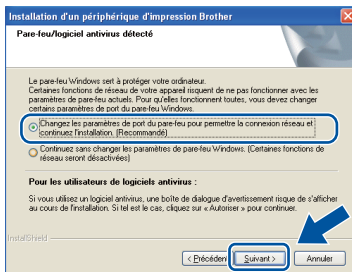 Installation d'un périphérique d'impression Brother
Pare-feu/logiciel antivirus détecté
Le pare-feu Windows sert à protéger votre ordinateur.
Certaines fonctions de réseau de votre appareil risquent de ne pas fonctionner avec les
paramètres de pare-feu actuels. Pour qu'elles fonctionnent toutes, vous devez changer
certains paramètres de port du pare-feu Windows.
Changez les paramètres de port du pare-feu pour permettre la connexion réseau et
continuez l'installation. (Recommandé)
Continuez sans changer les paramètres de pare-feu Windows. (Certaines fonctions de
réseau seront désactivées)
Pour les utilisateurs de logiciels antivirus :
Si vous utilisez un logiciel antivirus, une boîte de dialogue d'avertissement risque de s'afficher
au cours de l'installation. Si tel est le cas, cliquez sur « Autoriser » pour continuer.
InstallShield
< Précédent
Suivant >
Annuler